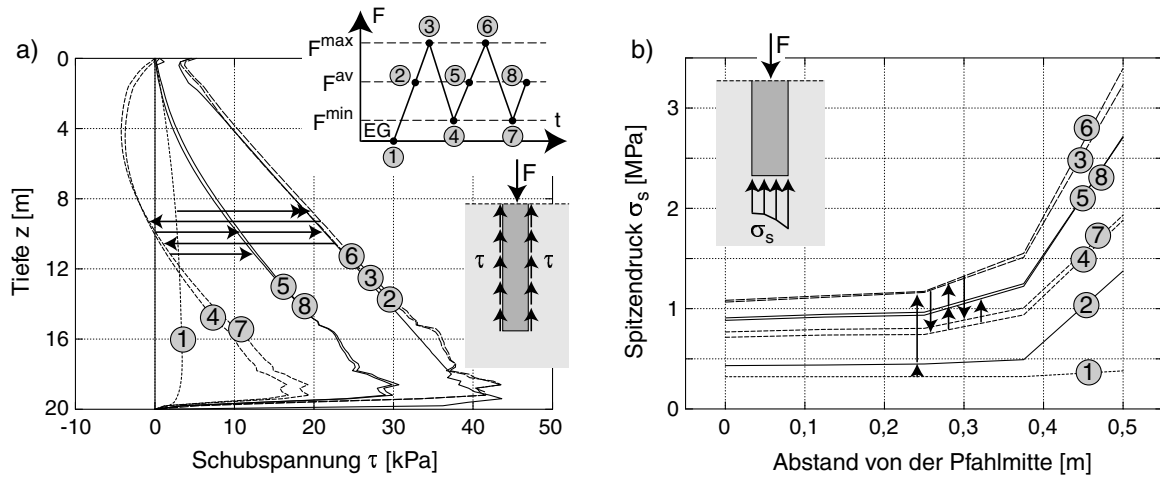 a)
F
F^max
F^av
F^min
EG
t
1
2
3
4
5
6
7
8
0
4
8
12
16
20
Tiefe z [m]
-10
0
10
20
30
40
50
Schubspannung τ [kPa]
1
4
7
5
8
6
3
2
F
τ
τ
b)
F
σs
3
2
1
0
Spitzendruck σs [MPa]
6
3
8
5
7
4
2
1
0
0,1
0,2
0,3
0,4
0,5
Abstand von der Pfahlmitte [m]